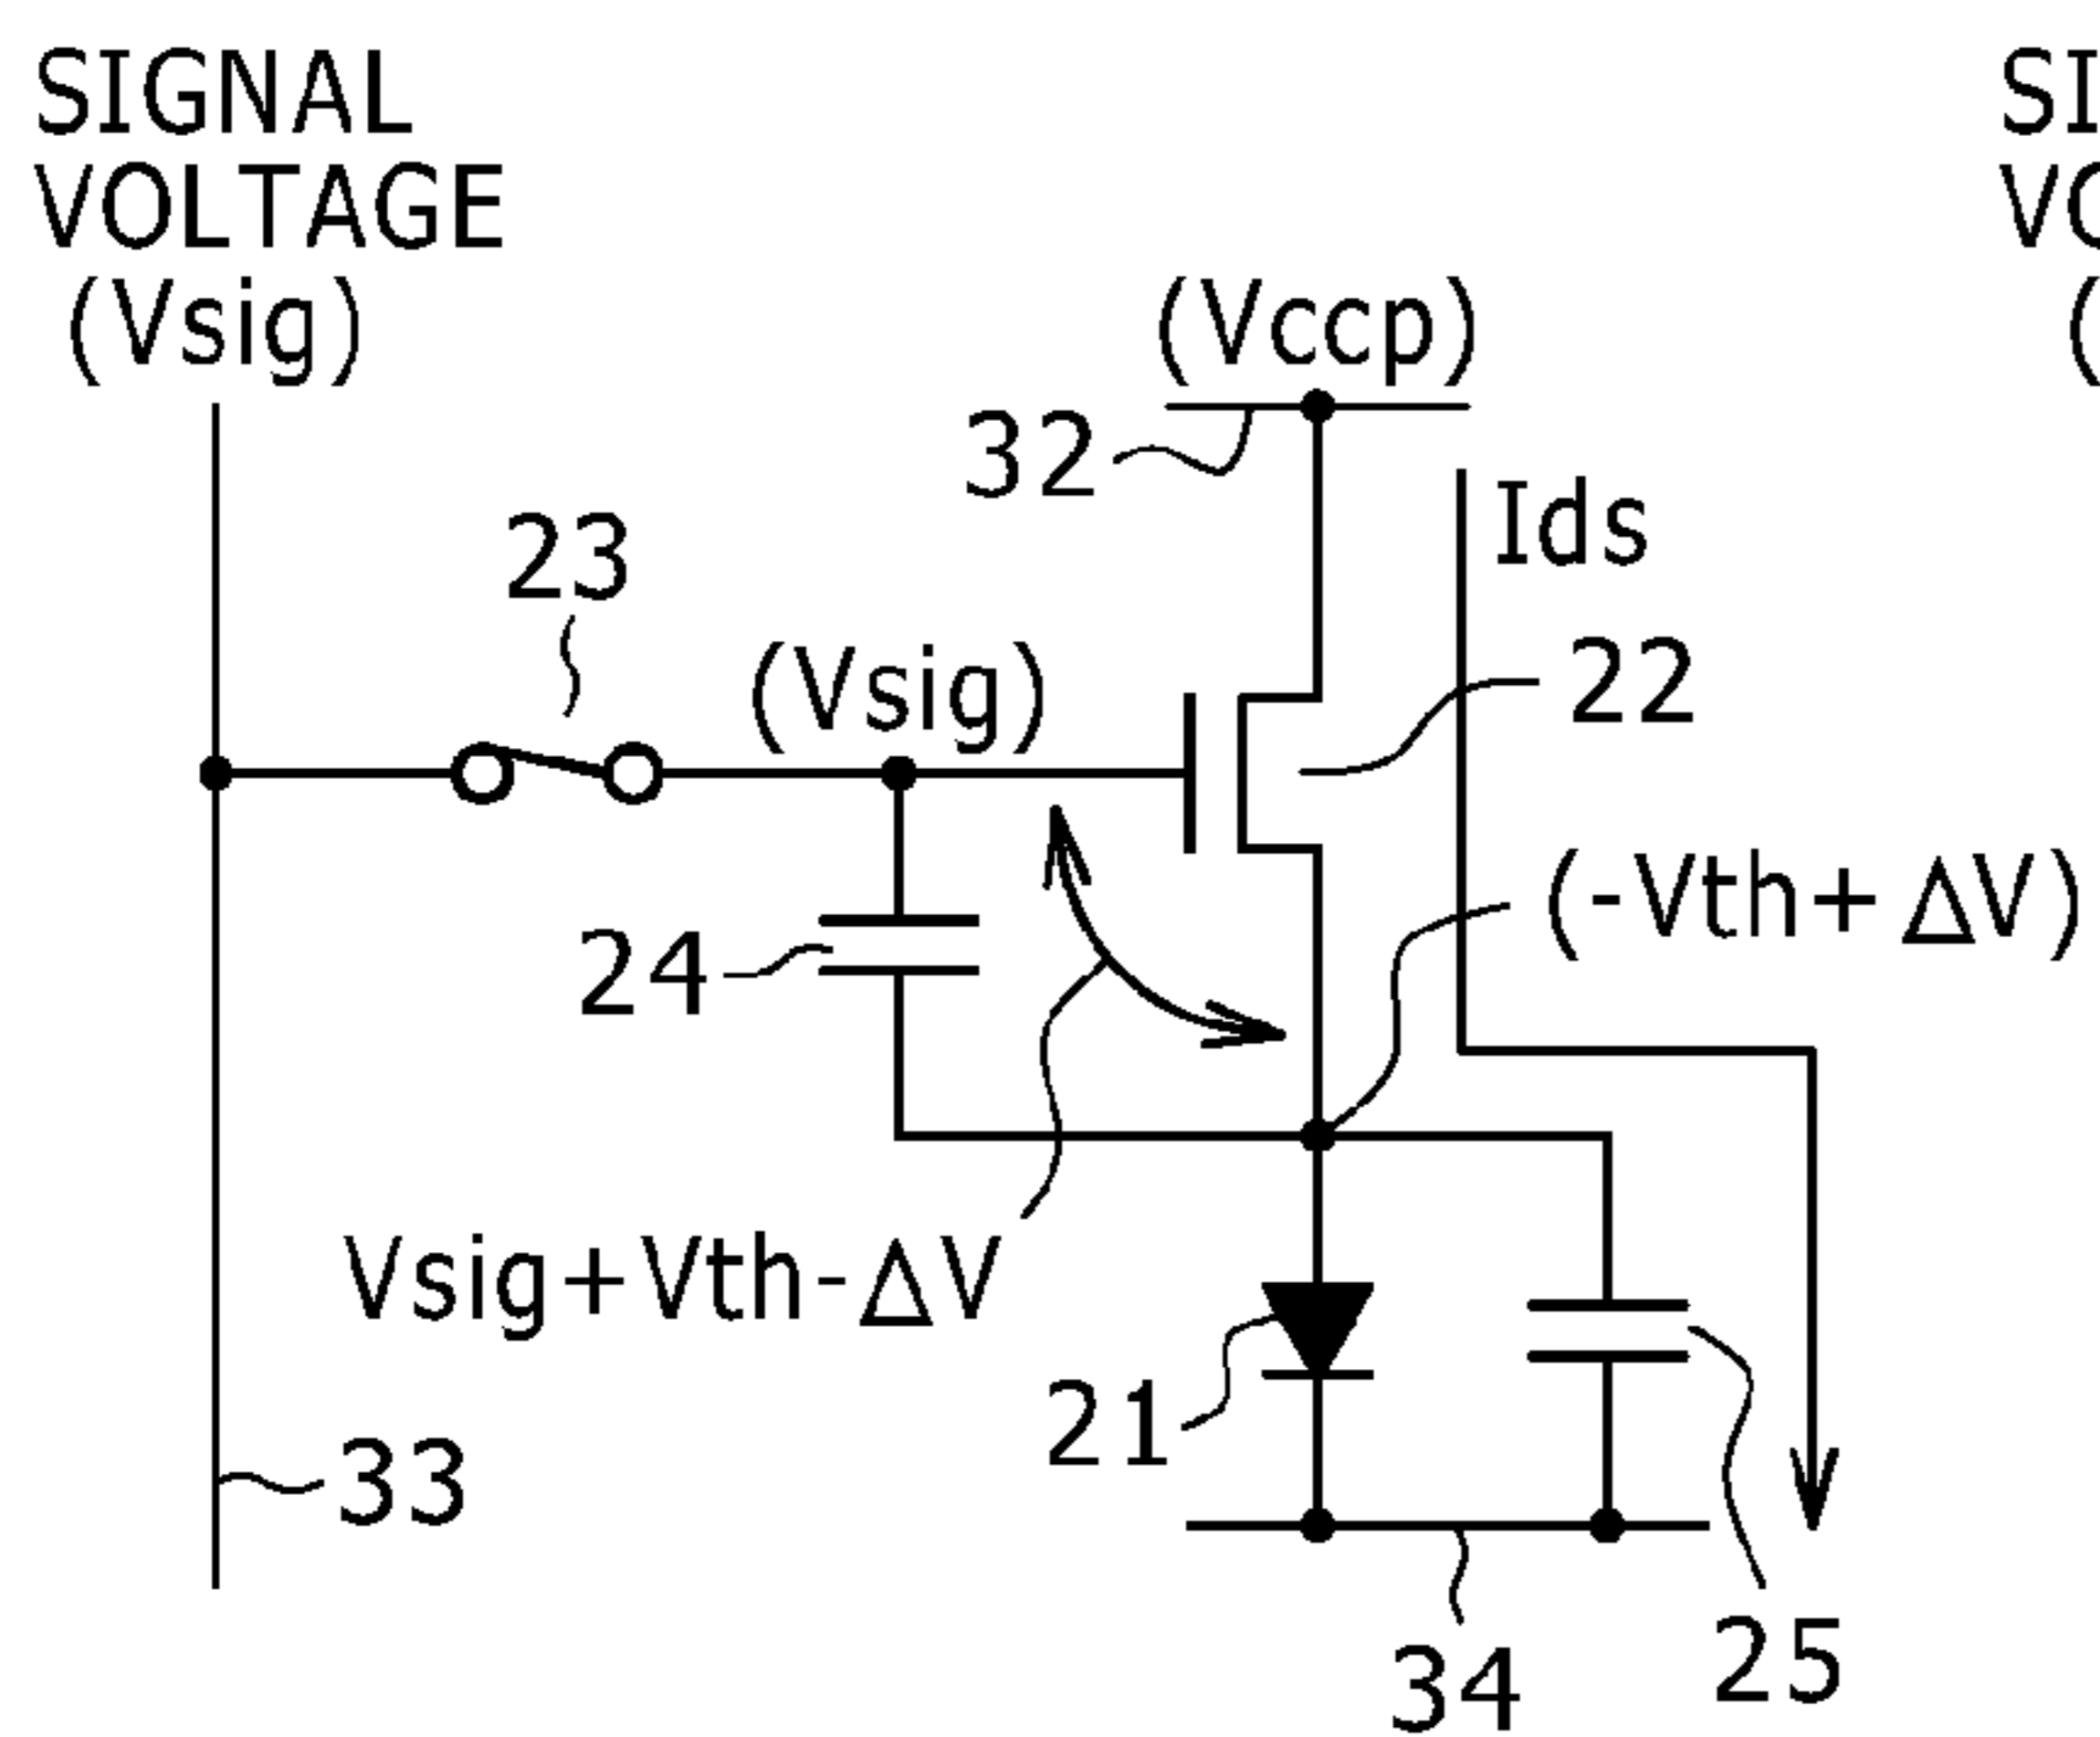 SIGNAL
VOLTAGE
(Vsig)
SI
(Vccp)
32
Ids
23
(Vsig)
22
(-Vth+ΔV)
24
Vsig+Vth-ΔV
21
33
34
25